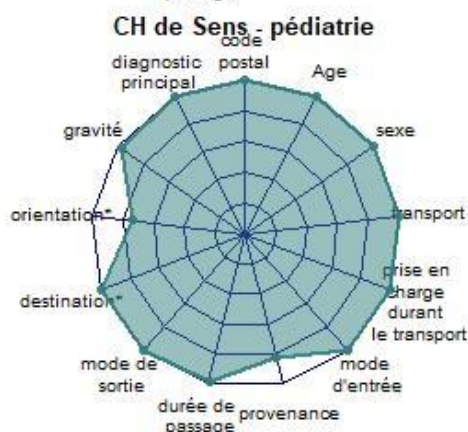 CH de Sens - pédiatrie
code
postal
Age
sexe
transport
prise en
charge
durant
le transport
mode
d'entrée
provenance
durée de
passage
mode de
sortie
destination*
orientation*
gravité
diagnostic
principal